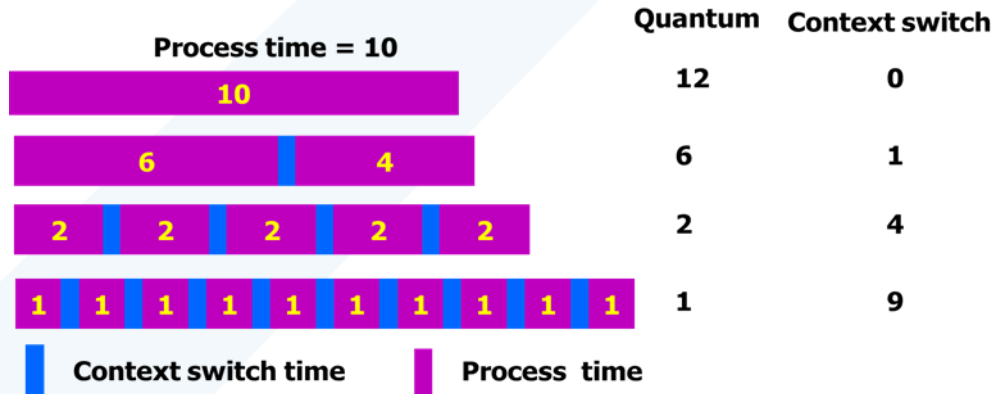 Quantum Context switch
Process time = 10
10 12 0
6 4 6 1
2 2 2 2 2 2 4
1 1 1 1 1 1 1 1 1 1 1 9
Context switch time Process time